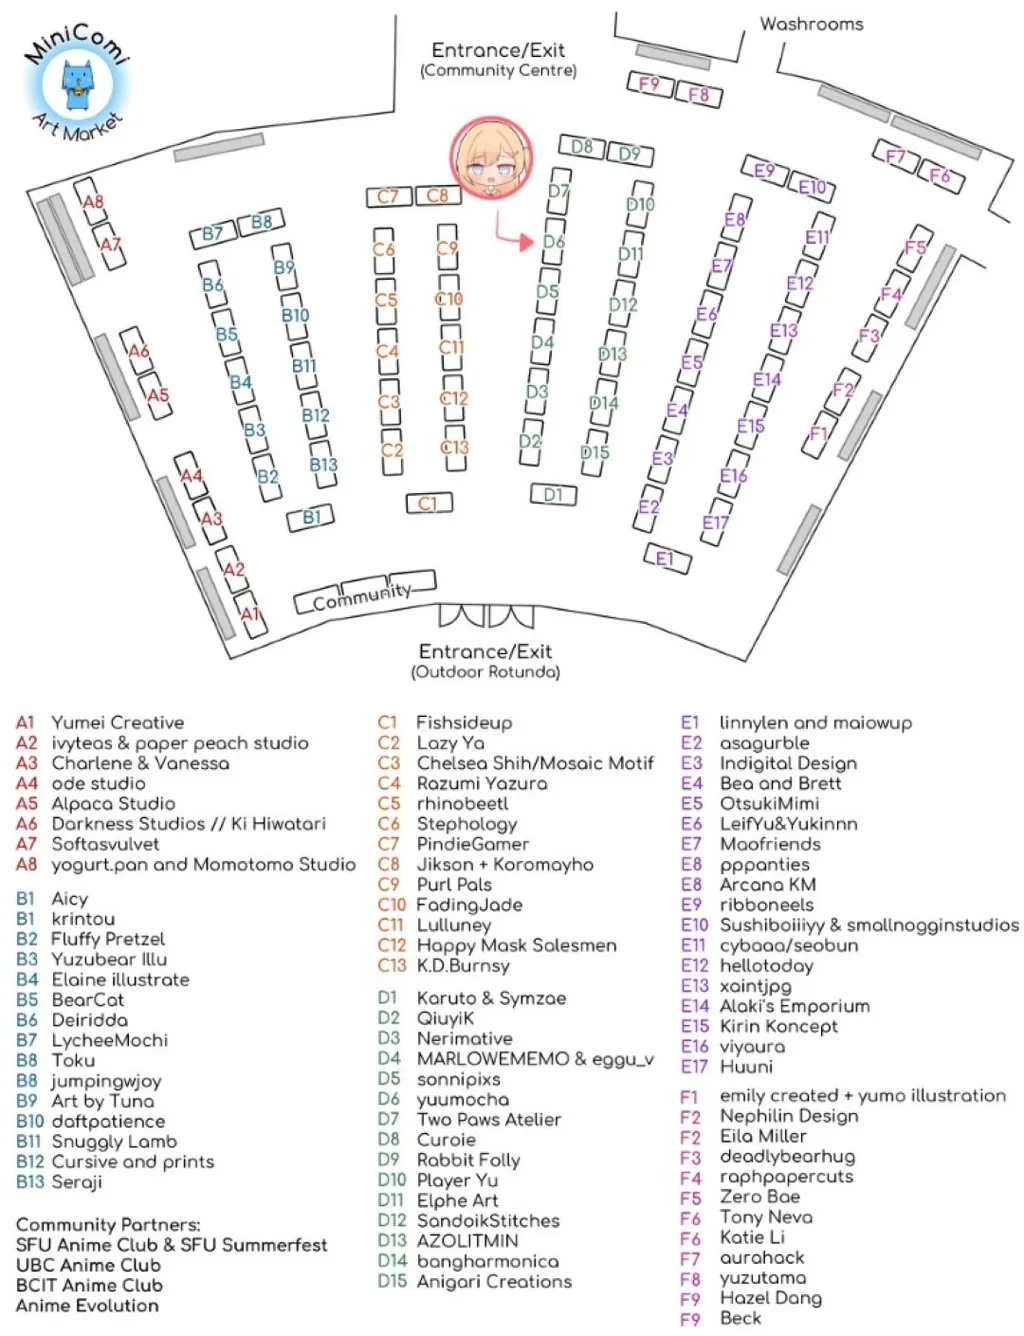 MiniComi
Art Market
Entrance/Exit
(Community Centre)
Washrooms
F9
F8
F7
F6
D8
D9
E9
E10
A8
A7
B7
B8
C7
C8
D7
D10
E8
E11
F5
B6
B9
C6
C9
D6
D11
E7
E12
F4
B5
B10
C5
C10
D5
D12
E6
E13
F3
A6
A5
B4
B11
C4
C11
D4
D13
E5
E14
F2
B3
B12
C3
C12
D3
D14
E4
E15
F1
A4
A3
B2
B13
C2
C13
D2
D15
E3
E16
B1
C1
D1
E2
E17
A2
A1
E1
Community
Entrance/Exit
(Outdoor Rotunda)
A1 Yumei Creative
A2 ivyteas & paper peach studio
A3 Charlene & Vanessa
A4 ode studio
A5 Alpaca Studio
A6 Darkness Studios // Ki Hiwatari
A7 Softasvulvet
A8 yogurt.pan and Momotomo Studio
B1 Aicy
B1 krintou
B2 Fluffy Pretzel
B3 Yuzubear Illu
B4 Elaine illustrate
B5 BearCat
B6 Deiridda
B7 LycheeMochi
B8 Toku
B8 jumpingwjoy
B9 Art by Tuna
B10 daftpatience
B11 Snuggly Lamb
B12 Cursive and prints
B13 Seraji
Community Partners:
SFU Anime Club & SFU Summerfest
UBC Anime Club
BCIT Anime Club
Anime Evolution
C1 Fishsideup
C2 Lazy Ya
C3 Chelsea Shih/Mosaic Motif
C4 Razumi Yazura
C5 rhinobeetl
C6 Stephology
C7 PindieGamer
C8 Jikson + Koromayho
C9 Purl Pals
C10 FadingJade
C11 Lulluney
C12 Happy Mask Salesmen
C13 K.D.Burnsy
D1 Karuto & Symzae
D2 QiuyiK
D3 Nerimative
D4 MARLOWEMEMO & eggu_v
D5 sonnipixs
D6 yuumocha
D7 Two Paws Atelier
D8 Curoie
D9 Rabbit Folly
D10 Player Yu
D11 Elphe Art
D12 SandoikStitches
D13 AZOLITMIN
D14 bangharmonica
D15 Anigari Creations
E1 linnylen and maiowup
E2 asagurble
E3 Indigital Design
E4 Bea and Brett
E5 OtsukiMimi
E6 LeifYu&Yukinnn
E7 Maofriends
E8 pppanties
E8 Arcana KM
E9 ribboneels
E10 Sushiboiiiyy & smallnogginstudios
E11 cybaaa/seobun
E12 hellotoday
E13 xaintjpg
E14 Alaki's Emporium
E15 Kirin Koncept
E16 viyaura
E17 Huuni
F1 emily created + yumo illustration
F2 Nephilin Design
F2 Eila Miller
F3 deadlybearhug
F4 raphpapercuts
F5 Zero Bae
F6 Tony Neva
F6 Katie Li
F7 aurahack
F8 yuzutama
F9 Hazel Dang
F9 Beck